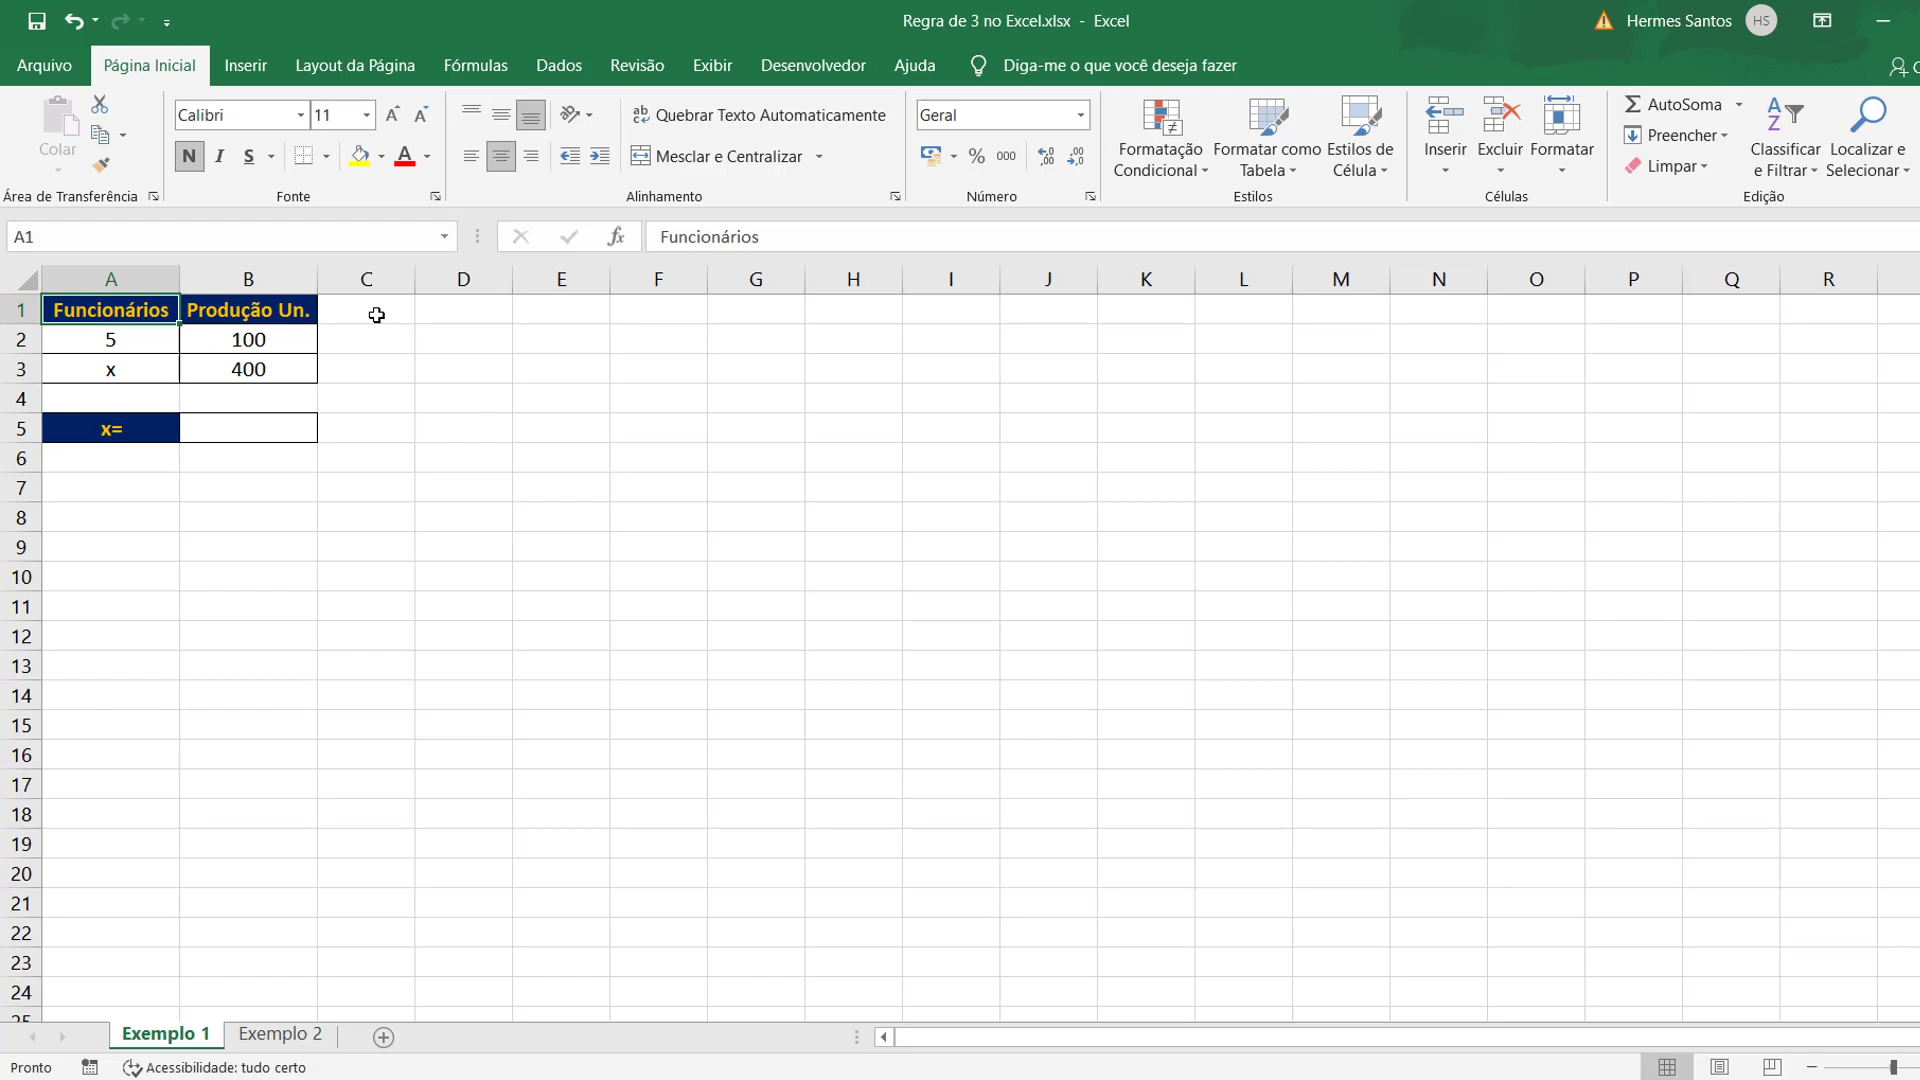 Regra de 3 no Excel.xlsx - Excel
Hermes Santos
HS
Arquivo
Página Inicial
Inserir
Layout da Página
Fórmulas
Dados
Revisão
Exibir
Desenvolvedor
Ajuda
Diga-me o que você deseja fazer
Colar
Área de Transferência
Calibri
11
N I S
Fonte
Quebrar Texto Automaticamente
Mesclar e Centralizar
Alinhamento
Geral
% 000
Número
Formatação
Condicional
Formatar como
Tabela
Estilos de
Célula
Estilos
Inserir
Excluir
Formatar
Células
AutoSoma
Preencher
Limpar
Classificar
e Filtrar
Localizar e
Selecionar
Edição
A1
fx
Funcionários
A B C D E F G H I J K L M N O P Q R
1 Funcionários Produção Un.
2 5 100
3 x 400
4
5 x=
6
7
8
9
10
11
12
13
14
15
16
17
18
19
20
21
22
23
24
25
Exemplo 1
Exemplo 2
Pronto
Acessibilidade: tudo certo